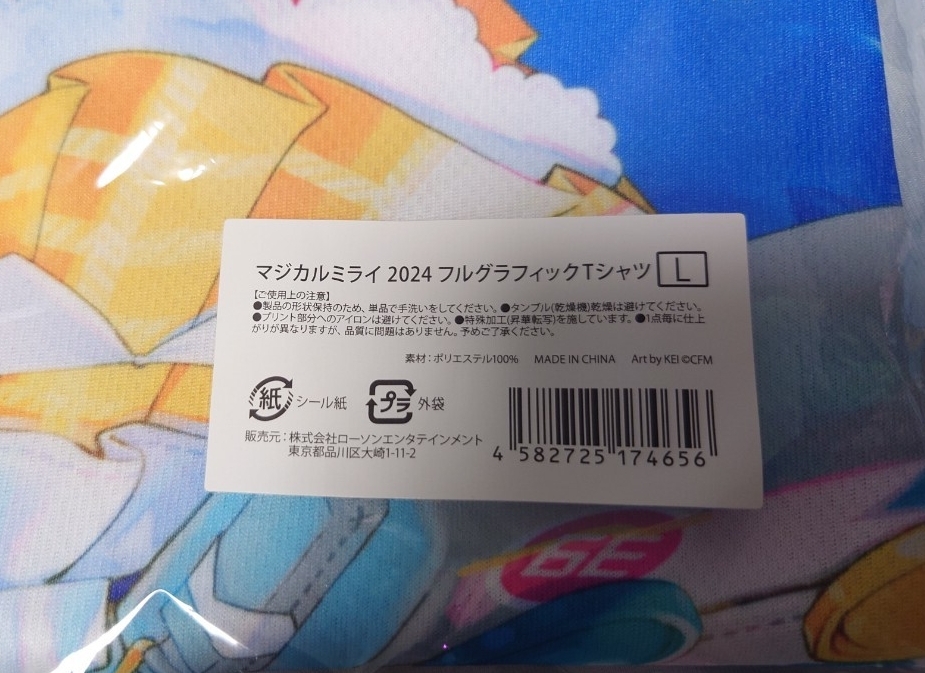 マジカルミライ 2024 フルグラフィックTシャツ L
【ご使用上の注意】
●製品の形状保持のため、単品で手洗いをしてください。●タンブル(乾燥機)乾燥は避けてください。
●プリント部分へのアイロンは避けてください。●特殊加工(昇華転写)を施しています。●1点毎に仕上
がりが異なりますが、品質に問題はありません。予めご了承ください。
素材：ポリエステル100% MADE IN CHINA Art by KEI ©CFM
紙 シール紙 プラ 外袋
販売元：株式会社ローソンエンタテインメント
東京都品川区大崎1-11-2
4 582725 174656